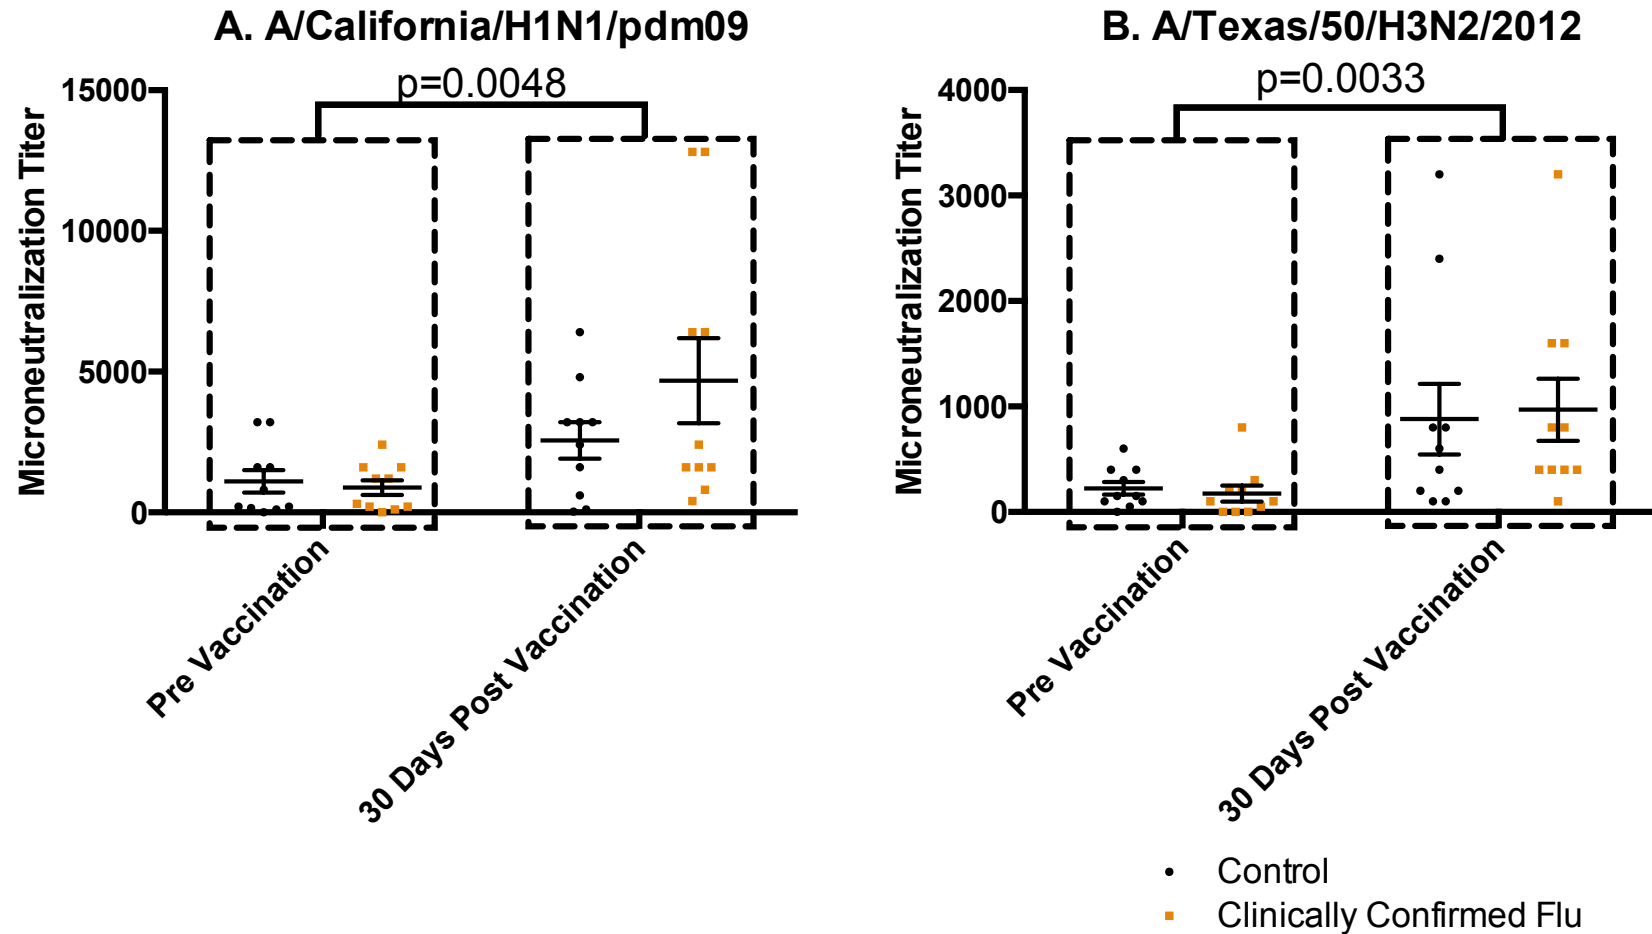 A. A/California/H1N1/pdm09
p=0.0048
Microneutralization Titer
15000
10000
5000
0
Pre Vaccination
30 Days Post Vaccination
B. A/Texas/50/H3N2/2012
p=0.0033
Microneutralization Titer
4000
3000
2000
1000
0
Pre Vaccination
30 Days Post Vaccination
Control
Clinically Confirmed Flu